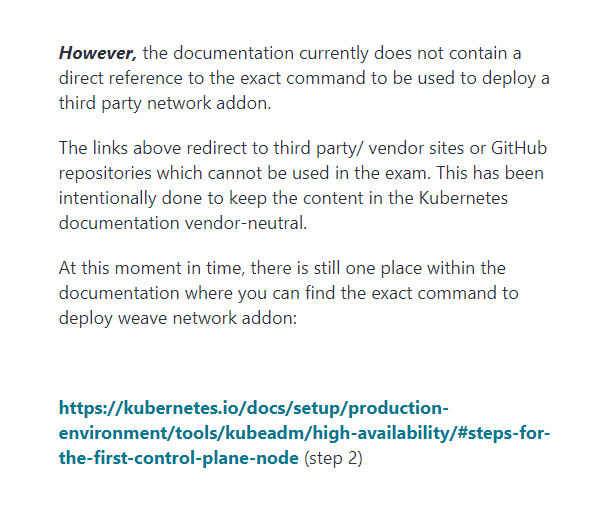 However, the documentation currently does not contain a
direct reference to the exact command to be used to deploy a
third party network addon.
The links above redirect to third party/ vendor sites or GitHub
repositories which cannot be used in the exam. This has been
intentionally done to keep the content in the Kubernetes
documentation vendor-neutral.
At this moment in time, there is still one place within the
documentation where you can find the exact command to
deploy weave network addon:
https://kubernetes.io/docs/setup/production-
environment/tools/kubeadm/high-availability/#steps-for-
the-first-control-plane-node (step 2)